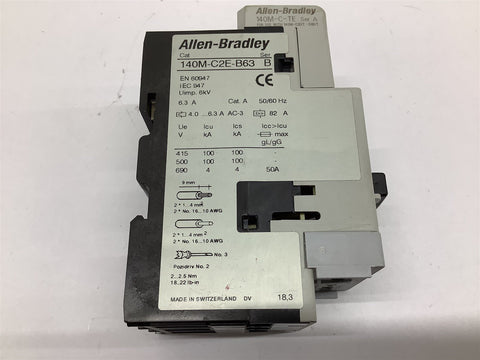 Allen-Bradley
140M-C-TE Ser A
Allen-Bradley
Cat Ser
140M-C2E-B63 B
EN 60947
IEC 947
Uimp. 6kV
CE
6.3 A Cat. A 50/60 Hz
4.0 ...6.3 A AC-3 82 A
Ue Icu Ics Icc>Icu
V kA kA max
gL/gG
415 100 100 -
500 100 100 -
690 4 4 50A
9 mm
2 * 1...4 mm²
2 * No. 16...10 AWG
2 * 1...4 mm²
2 * No. 16...10 AWG
No. 3
Pozidriv No. 2
2...2.5 Nm
18..22 lb-in
MADE IN SWITZERLAND DV 18,3